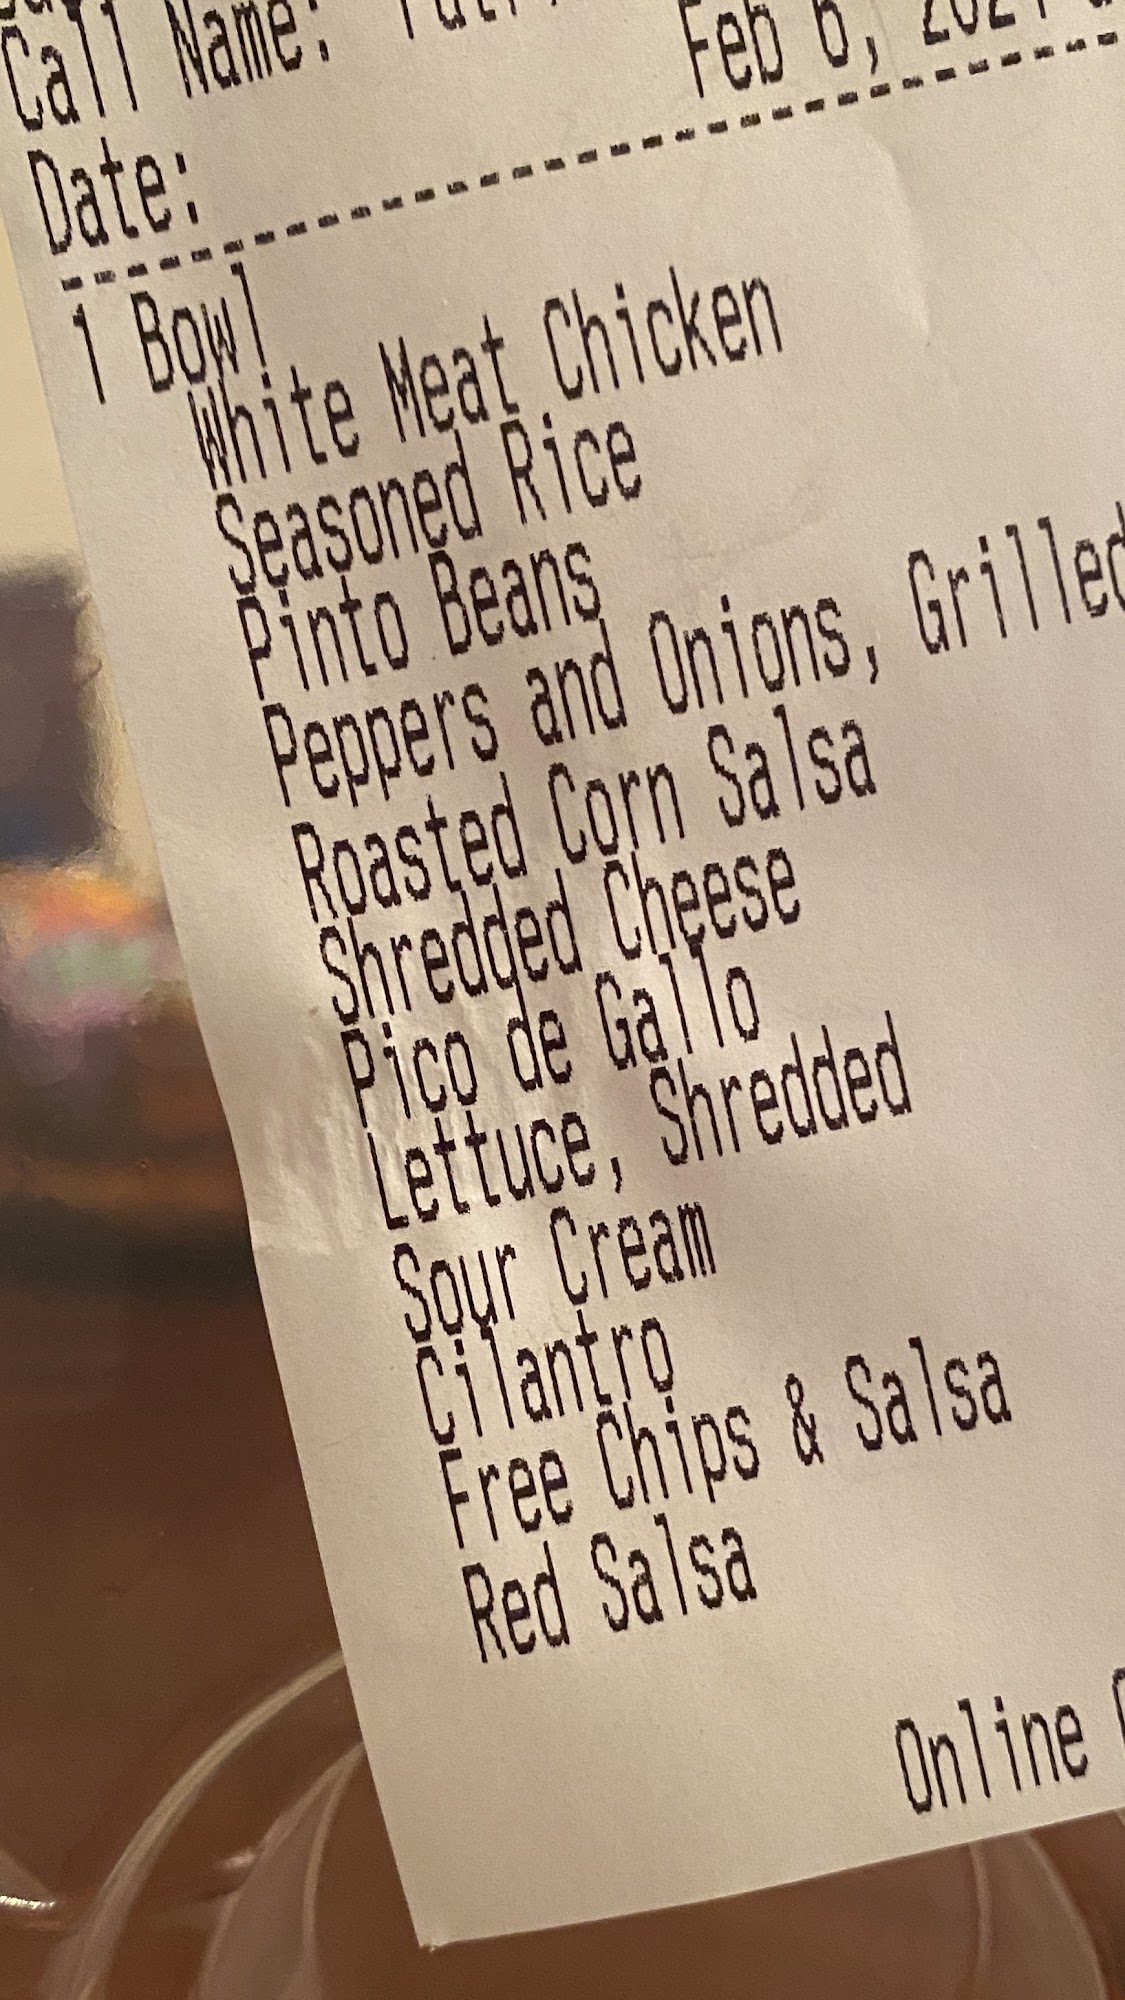 Call Name:
Date: Feb 6, 2021
1 Bowl
White Meat Chicken
Seasoned Rice
Pinto Beans
Peppers and Onions, Grilled
Roasted Corn Salsa
Shredded Cheese
Pico de Gallo
Lettuce, Shredded
Sour Cream
Cilantro
Free Chips & Salsa
Red Salsa
Online